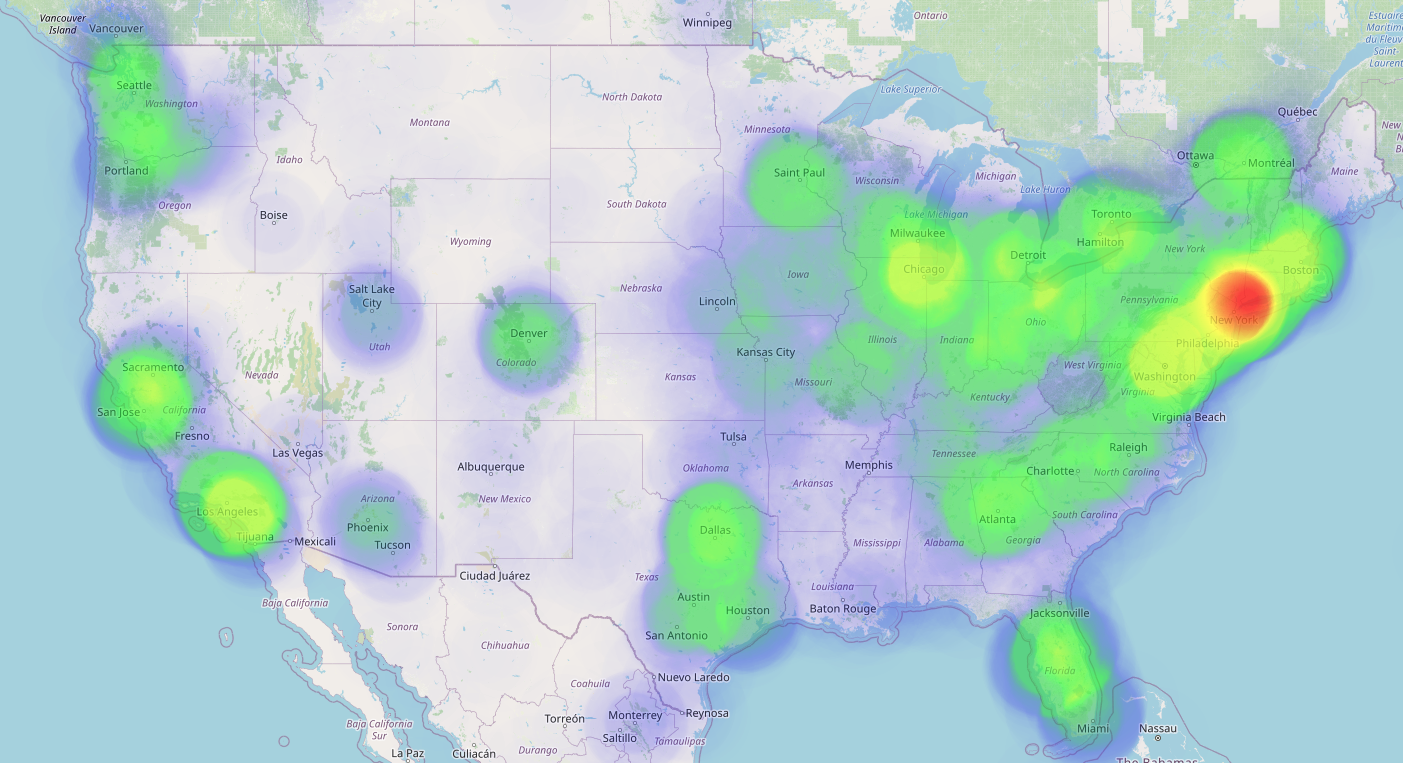 Vancouver
Island
Vancouver
Winnipeg
Ontario
Estuaire
Maritime
du Fleuve
Saint-
Laurent
Seattle
Washington
Montana
North Dakota
Lake Superior
Québec
Minnesota
New
Portland
Idaho
Saint Paul
Wisconsin
Michigan
Lake Huron
Ottawa
Montréal
Maine
Oregon
Boise
South Dakota
Wyoming
Lake Michigan
Milwaukee
Toronto
Hamilton
New York
Chicago
Detroit
Boston
Salt Lake
City
Iowa
Nebraska
Lincoln
Pennsylvania
New York
Denver
Colorado
Utah
Ohio
Illinois
Indiana
Philadelphia
Kansas City
Sacramento
Nevada
Kansas
Missouri
West Virginia
Washington
Virginia
Kentucky
San Jose
California
Fresno
Virginia Beach
Las Vegas
Tulsa
Raleigh
Albuquerque
Oklahoma
Memphis
Tennessee
Charlotte
North Carolina
Arizona
New Mexico
Arkansas
Los Angeles
Phoenix
Atlanta
South Carolina
Tijuana
Mexicali
Tucson
Dallas
Mississippi
Alabama
Georgia
Ciudad Juárez
Texas
Louisiana
Baja California
Austin
Houston
Baton Rouge
Jacksonville
Sonora
San Antonio
Chihuahua
Florida
Nuevo Laredo
Coahuila
Baja California
Sur
Torreón
Monterrey
Reynosa
Miami
Nassau
Saltillo
Tamaulipas
La Paz
Culiacán
Durango
The Bahamas